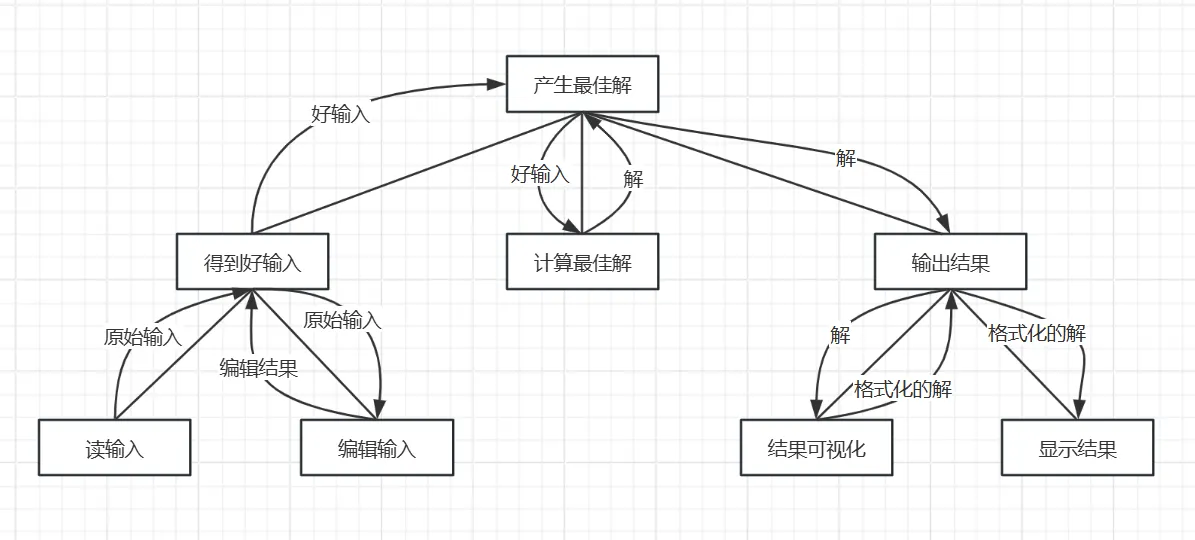 产生最佳解
好输入
解
好输入
解
得到好输入
计算最佳解
输出结果
原始输入
原始输入
解
格式化的解
编辑结果
格式化的解
读输入
编辑输入
结果可视化
显示结果